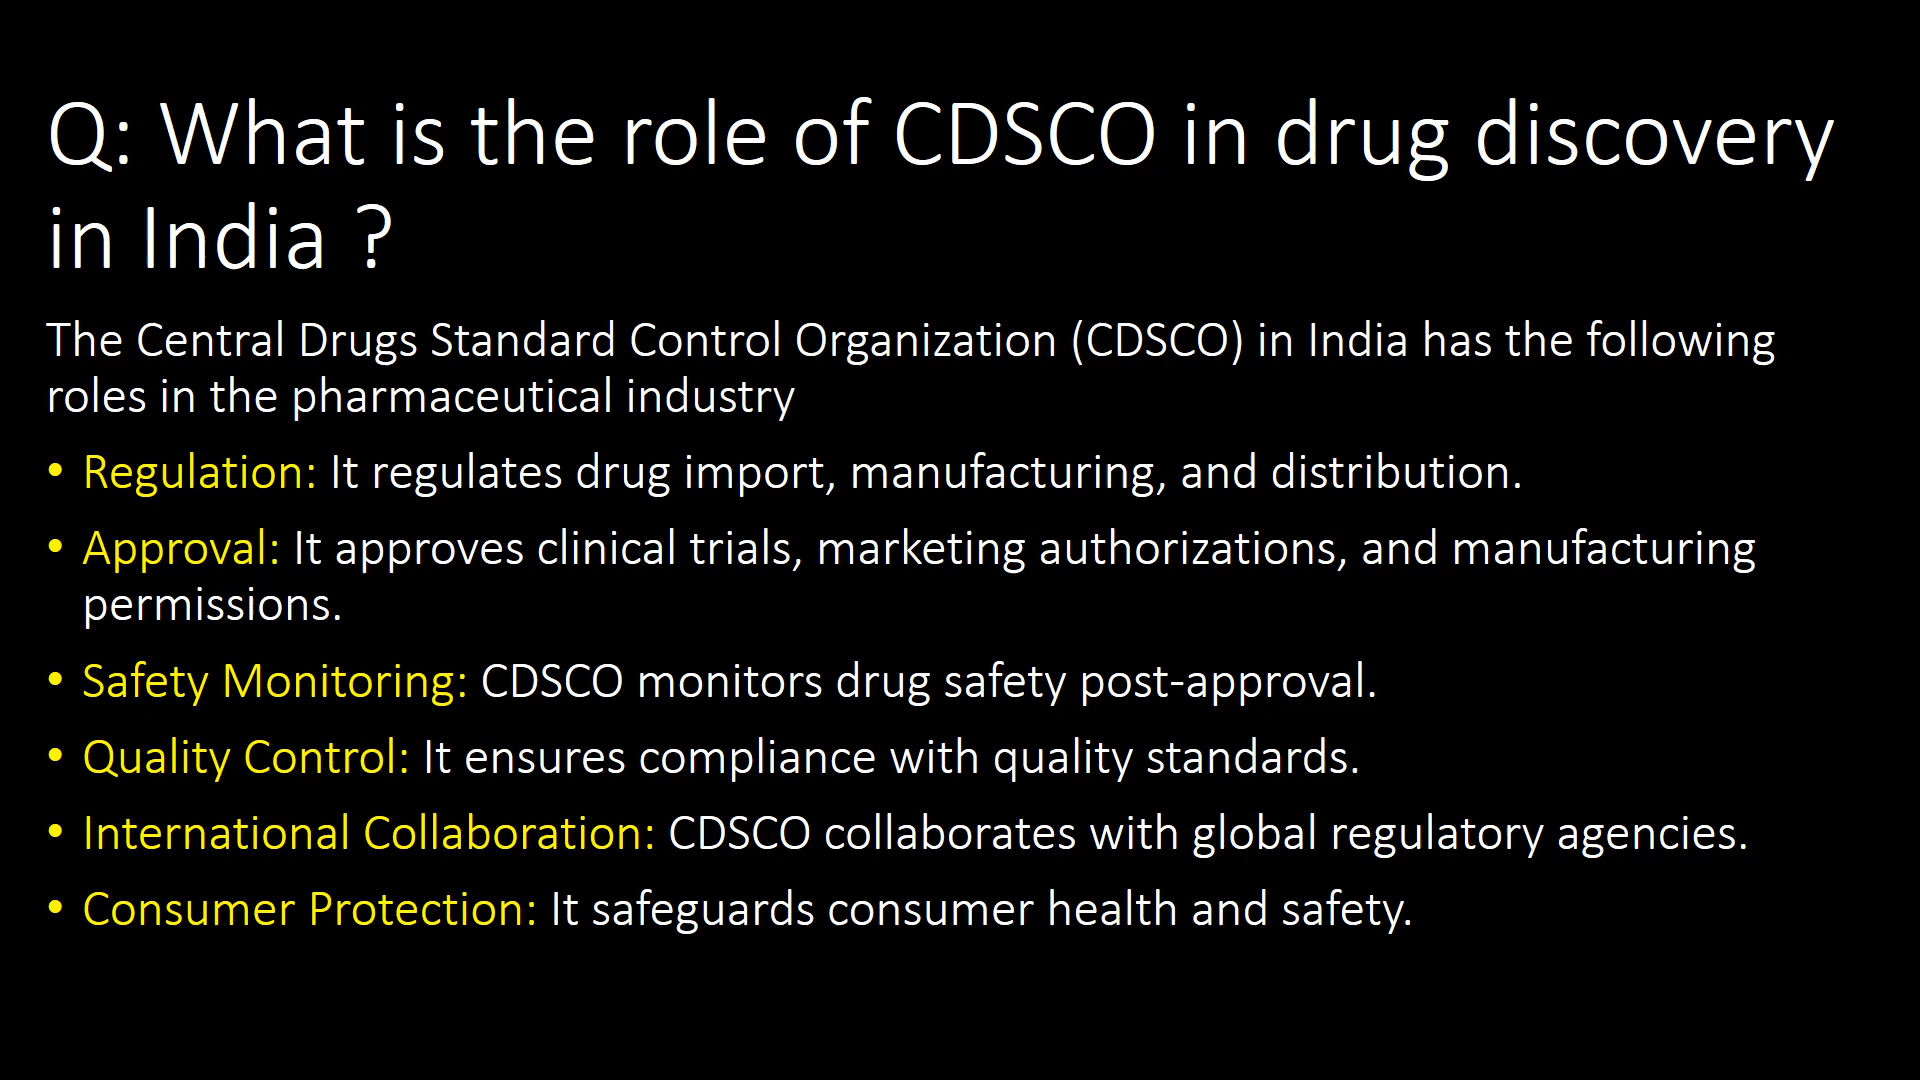 Q: What is the role of CDSCO in drug discovery
in India ?
The Central Drugs Standard Control Organization (CDSCO) in India has the following
roles in the pharmaceutical industry
• Regulation: It regulates drug import, manufacturing, and distribution.
• Approval: It approves clinical trials, marketing authorizations, and manufacturing
permissions.
• Safety Monitoring: CDSCO monitors drug safety post-approval.
• Quality Control: It ensures compliance with quality standards.
• International Collaboration: CDSCO collaborates with global regulatory agencies.
• Consumer Protection: It safeguards consumer health and safety.